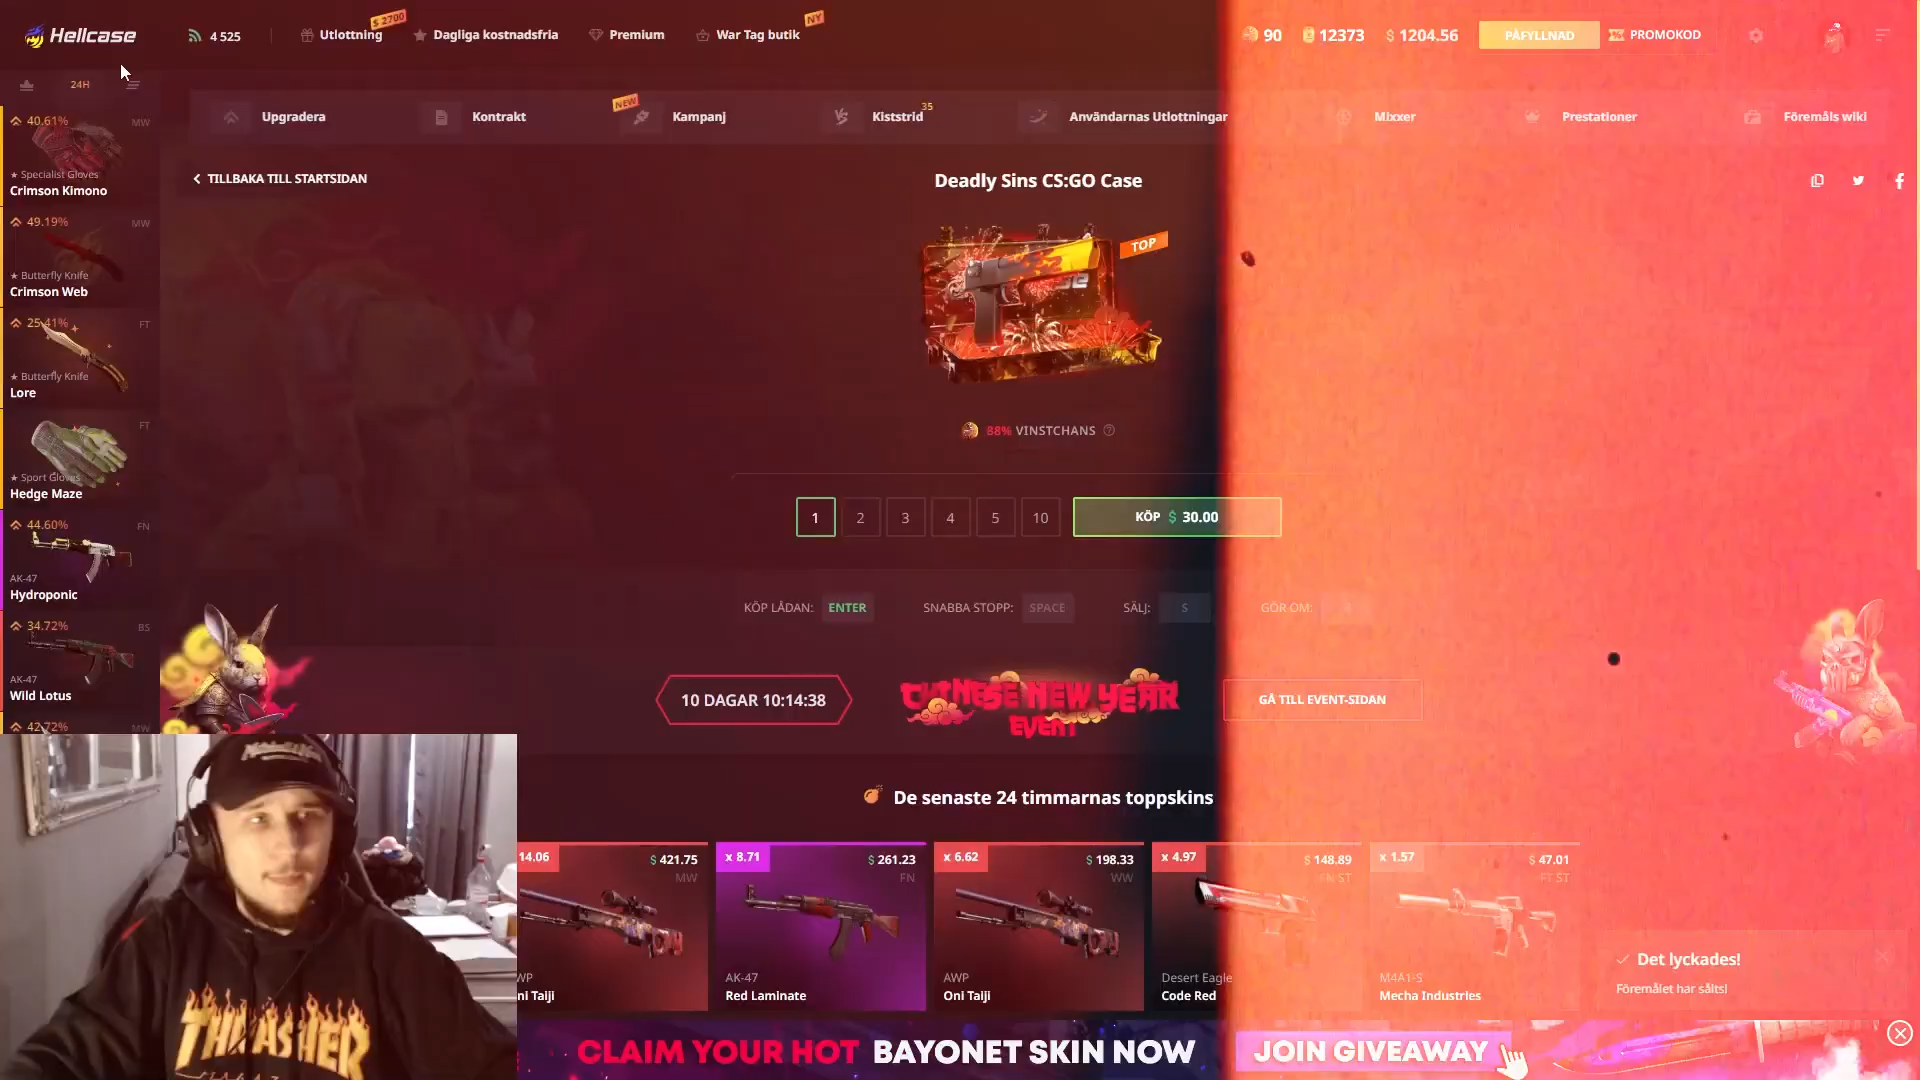 Hellcase
4 525
Utlottning
$ 2700
Dagliga kostnadsfria
Premium
War Tag butik
NY
90
12373
$ 1204.56
PÅFYLLNAD
PROMOKOD
24H
Upgradera
Kontrakt
NEW
Kampanj
Kiststrid
35
Användarnas Utlottningar
Mixxer
Prestationer
Föremåls wiki
TILLBAKA TILL STARTSIDAN
Deadly Sins CS:GO Case
TOP
88% VINSTCHANS
1
2
3
4
5
10
KÖP $ 30.00
KÖP LÅDAN: ENTER
SNABBA STOPP: SPACE
SÄLJ: S
GÖR OM:
10 DAGAR 10:14:38
CHINESE NEW YEAR
EVENT
GÅ TILL EVENT-SIDAN
De senaste 24 timmarnas toppskins
40.61%
MW
★ Specialist Gloves
Crimson Kimono
49.19%
MW
★ Butterfly Knife
Crimson Web
25.41%
FT
★ Butterfly Knife
Lore
FT
★ Sport Gloves
Hedge Maze
44.60%
FN
AK-47
Hydroponic
34.72%
BS
AK-47
Wild Lotus
42.72%
MW
14.06
$ 421.75
MW
WP
ni Taiji
x 8.71
$ 261.23
FN
AK-47
Red Laminate
x 6.62
$ 198.33
WW
AWP
Oni Taiji
x 4.97
$ 148.89
FN ST
Desert Eagle
Code Red
x 1.57
$ 47.01
FT ST
M4A1-S
Mecha Industries
Det lyckades!
Föremålet har sålts!
CLAIM YOUR HOT BAYONET SKIN NOW
JOIN GIVEAWAY
THRASHER